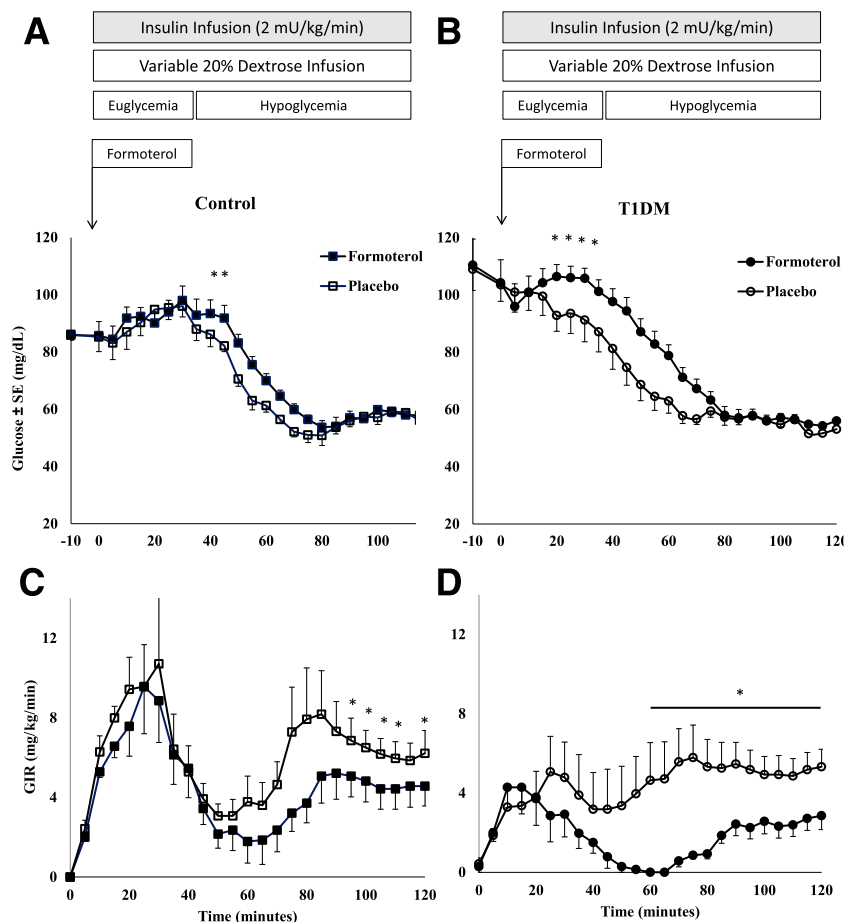 A
Insulin Infusion (2 mU/kg/min)
Variable 20% Dextrose Infusion
Euglycemia
Hypoglycemia
Formoterol
Control
120
100
80
60
40
20
Glucose ± SE (mg/dL)
* *
Formoterol
Placebo
-10 0 20 40 60 80 100
B
Insulin Infusion (2 mU/kg/min)
Variable 20% Dextrose Infusion
Euglycemia
Hypoglycemia
Formoterol
T1DM
120
100
80
60
40
20
* * * *
Formoterol
Placebo
-10 0 20 40 60 80 100 120
C
12
8
4
0
GIR (mg/kg/min)
* * * * *
0 20 40 60 80 100 120
Time (minutes)
D
12
8
4
0
*
0 20 40 60 80 100 120
Time (minutes)